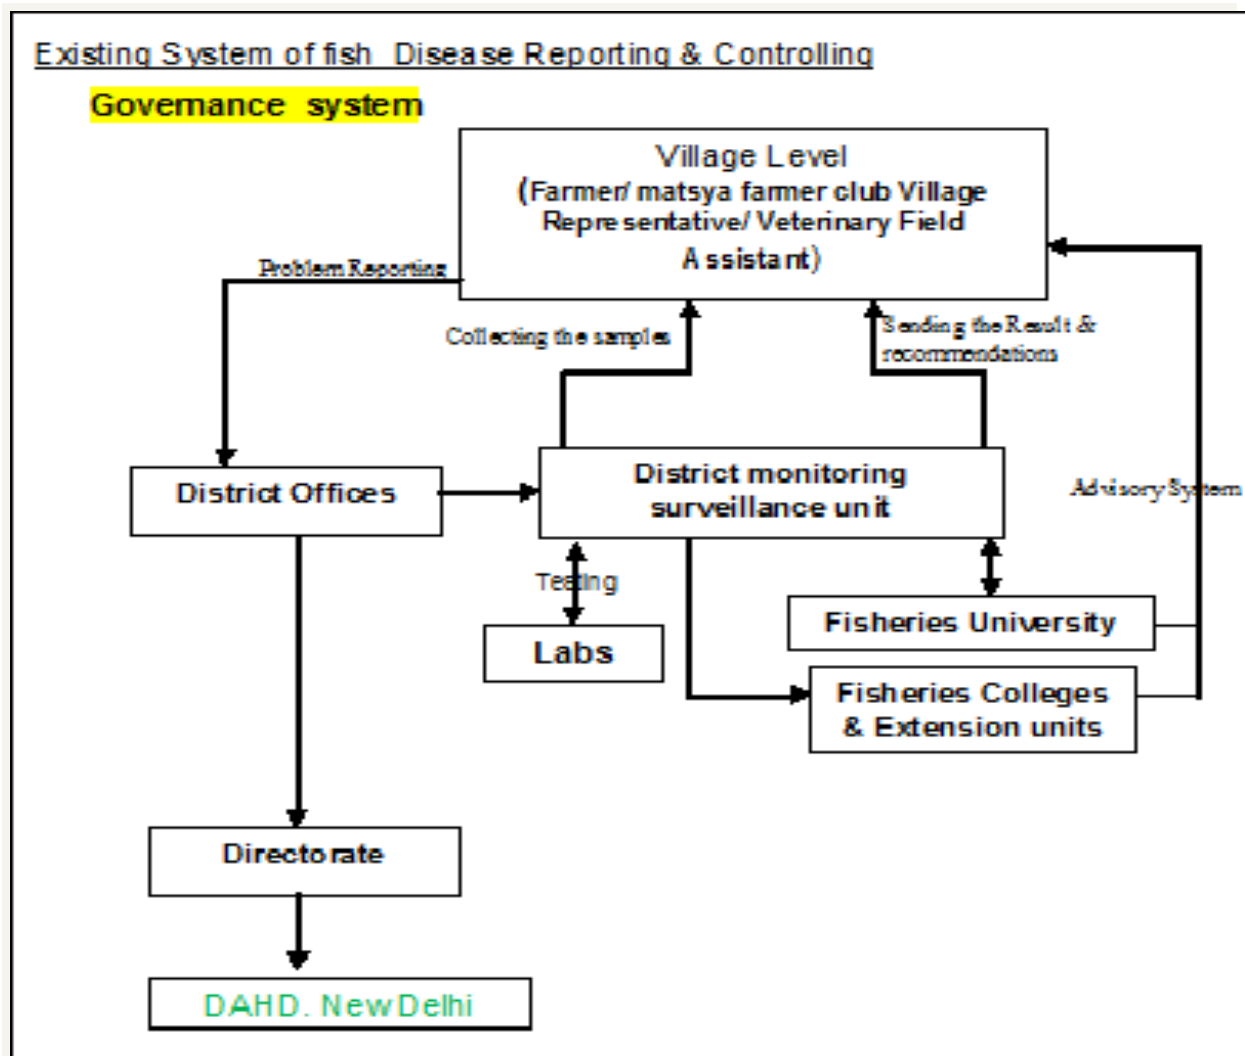 Existing System of fish Disease Reporting & Controlling
Governance system
Village Level
(Farmer/ matsya farmer club Village
Representative/ Veterinary Field
Assistant)
Problem Reporting
Collecting the samples
Sending the Result &
recommendations
District Offices
District monitoring
surveillance unit
Advisory System
Testing
Labs
Fisheries University
Fisheries Colleges
& Extension units
Directorate
DAHD. New Delhi